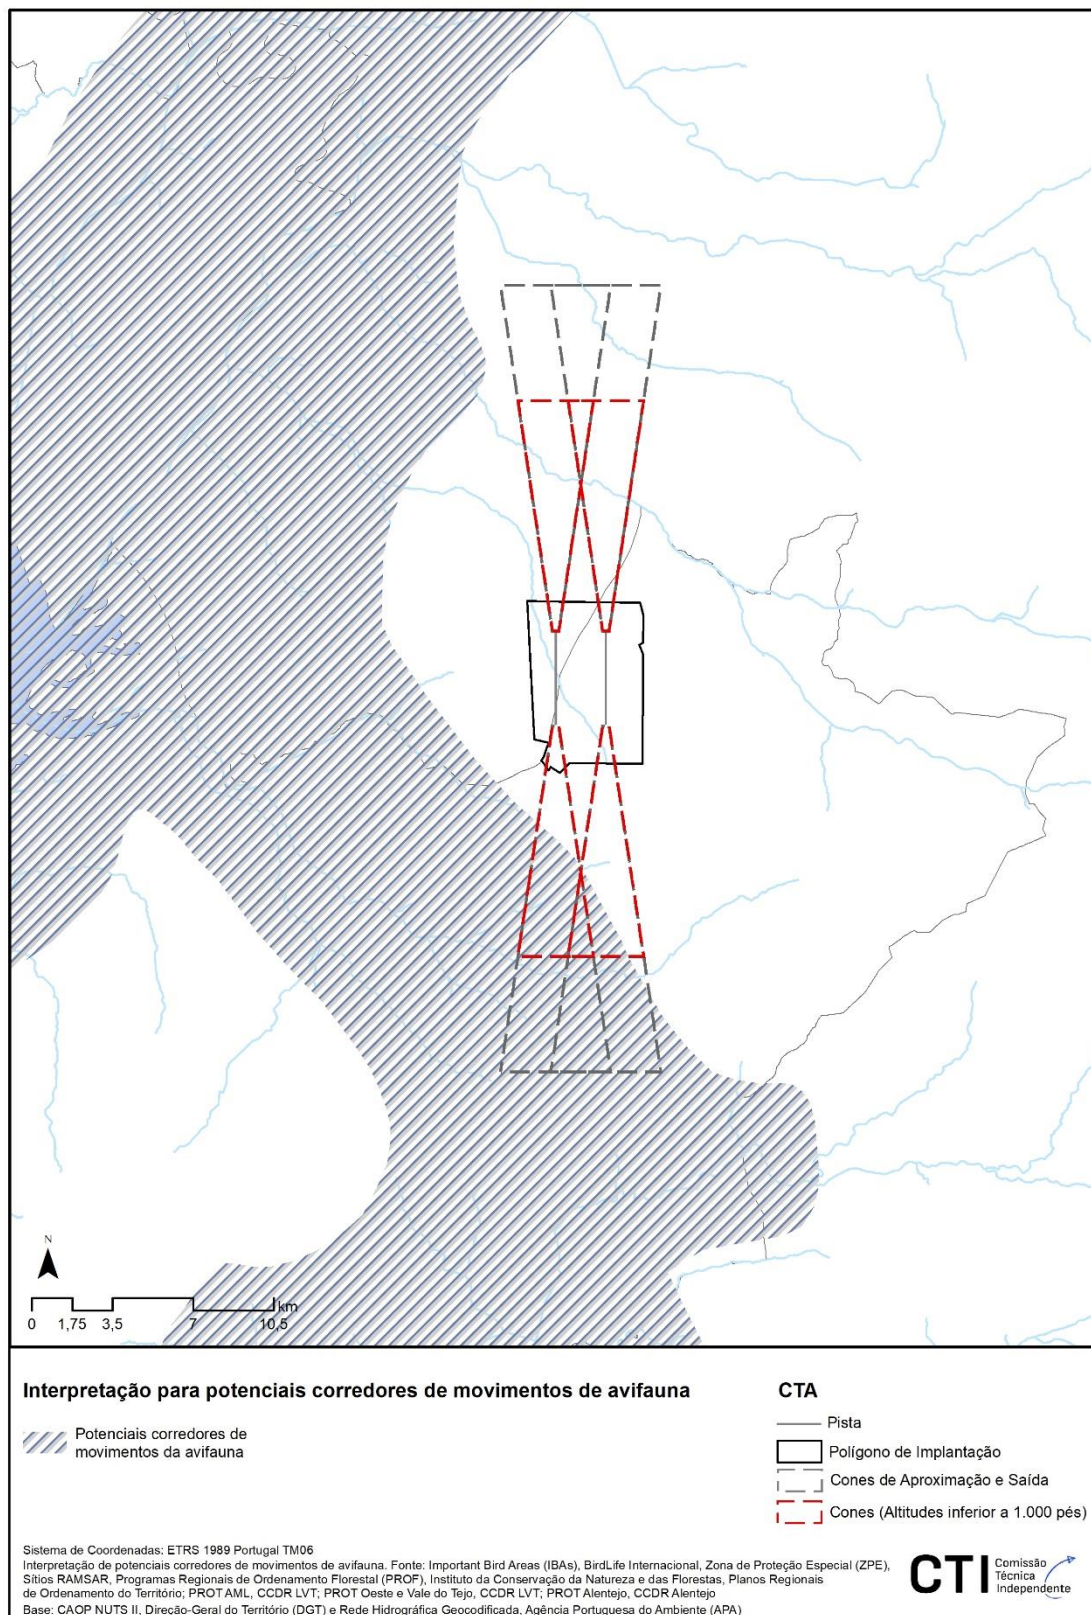 N
km
0 1,75 3,5 7 10,5
Interpretação para potenciais corredores de movimentos de avifauna
Potenciais corredores de
movimentos da avifauna
CTA
Pista
Polígono de Implantação
Cones de Aproximação e Saída
Cones (Altitudes inferior a 1.000 pés)
Sistema de Coordenadas: ETRS 1989 Portugal TM06
Interpretação de potenciais corredores de movimentos de avifauna. Fonte: Important Bird Areas (IBAs), BirdLife Internacional, Zona de Proteção Especial (ZPE),
Sítios RAMSAR, Programas Regionais de Ordenamento Florestal (PROF), Instituto da Conservação da Natureza e das Florestas, Planos Regionais
de Ordenamento do Território; PROT AML, CCDR LVT; PROT Oeste e Vale do Tejo, CCDR LVT; PROT Alentejo, CCDR Alentejo
Base: CAOP NUTS II, Direção-Geral do Território (DGT) e Rede Hidrográfica Geocodificada, Agência Portuguesa do Ambiente (APA)
CTI
Comissão
Técnica
Independente